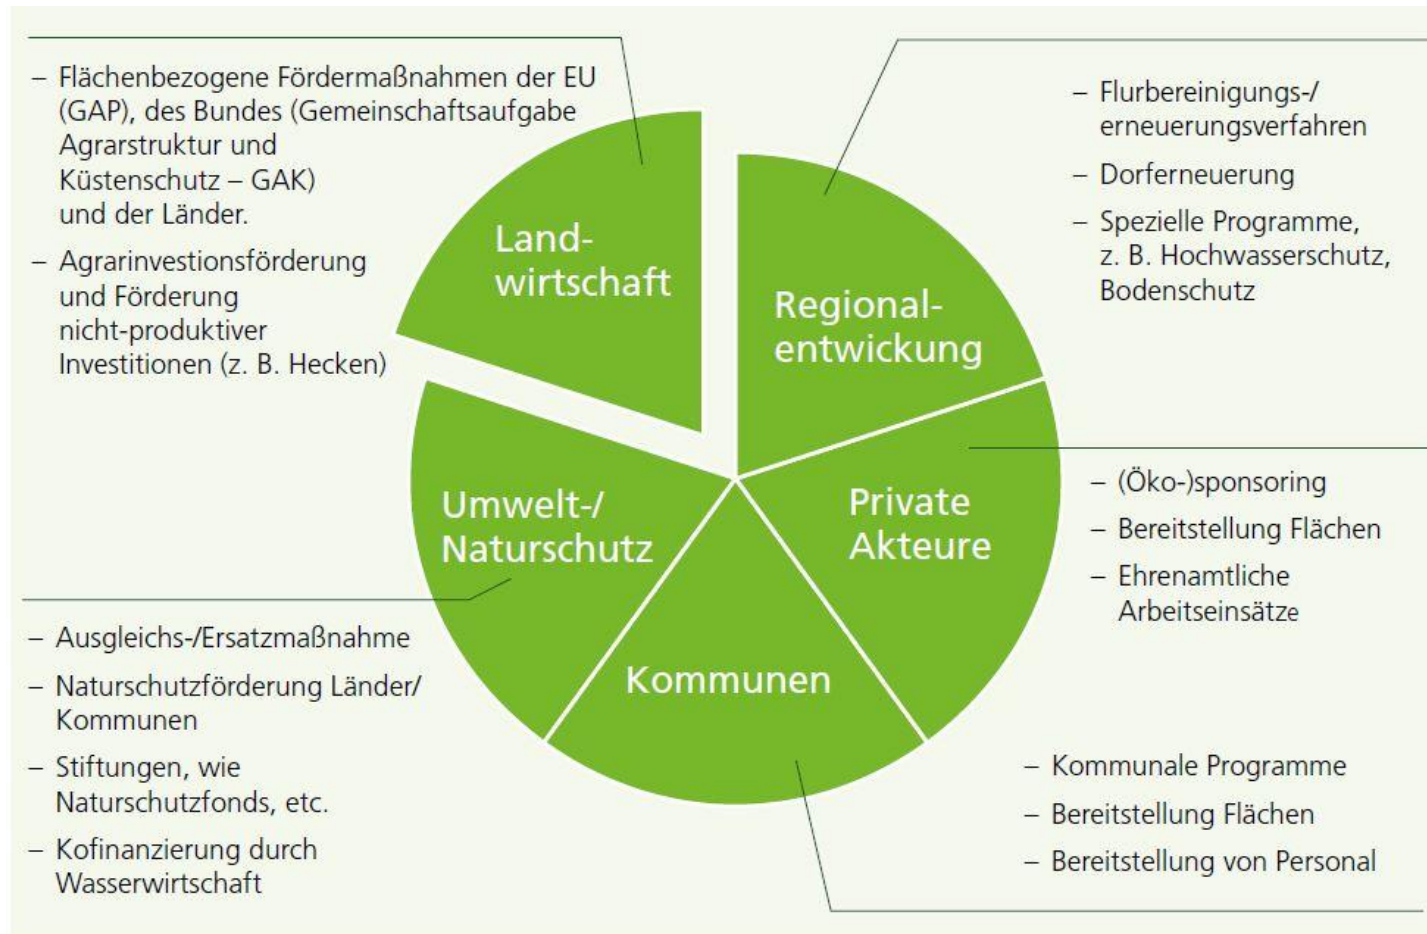 – Flächenbezogene Fördermaßnahmen der EU
(GAP), des Bundes (Gemeinschaftsaufgabe
Agrarstruktur und
Küstenschutz – GAK)
und der Länder.
– Agrarinvestionsförderung
und Förderung
nicht-produktiver
Investitionen (z. B. Hecken)
Land-
wirtschaft
– Flurbereinigungs-/
erneuerungsverfahren
– Dorferneuerung
– Spezielle Programme,
z. B. Hochwasserschutz,
Bodenschutz
Regional-
entwickung
Umwelt-/
Naturschutz
Private
Akteure
– (Öko-)sponsoring
– Bereitstellung Flächen
– Ehrenamtliche
Arbeitseinsätze
– Ausgleichs-/Ersatzmaßnahme
– Naturschutzförderung Länder/
Kommunen
– Stiftungen, wie
Naturschutzfonds, etc.
– Kofinanzierung durch
Wasserwirtschaft
Kommunen
– Kommunale Programme
– Bereitstellung Flächen
– Bereitstellung von Personal